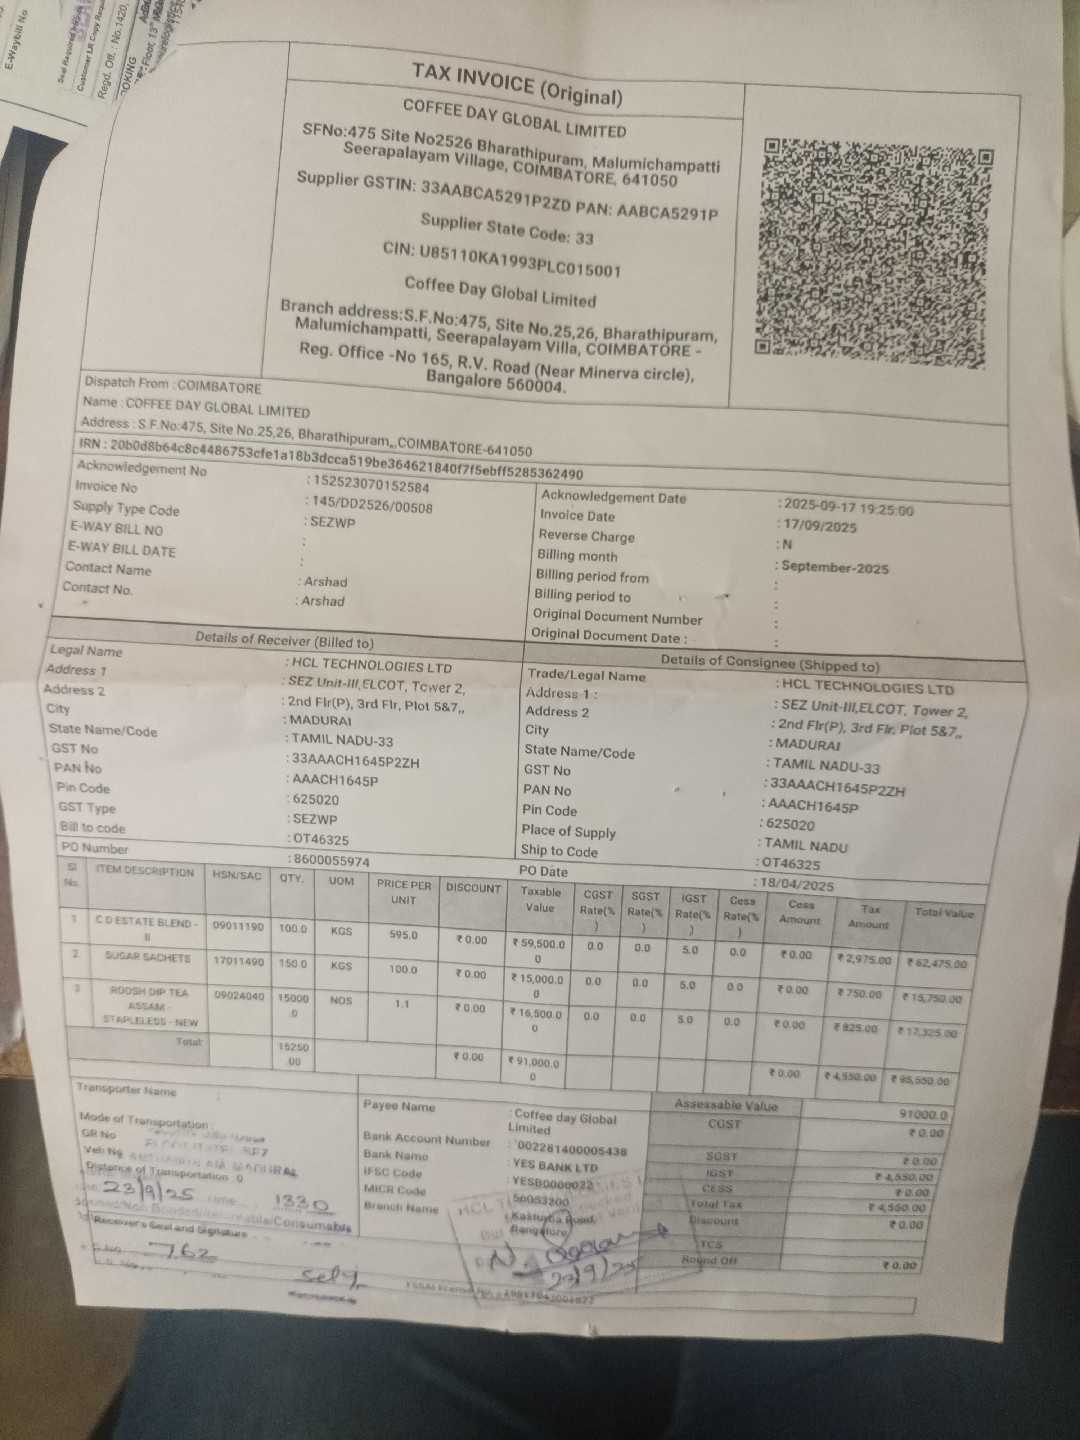 E-Waybill No
Customer LR Copy Requ
Regd. Off. : No.1420,
OOKING
Floor, 13th
TAX INVOICE (Original)
COFFEE DAY GLOBAL LIMITED
SFNo:475 Site No2526 Bharathipuram, Malumichampatti
Seerapalayam Village, COIMBATORE, 641050
Supplier GSTIN: 33AABCA5291P2ZD PAN: AABCA5291P
Supplier State Code: 33
CIN: U85110KA1993PLC015001
Coffee Day Global Limited
Branch address:S.F.No:475, Site No.25,26, Bharathipuram,
Malumichampatti, Seerapalayam Villa, COIMBATORE -
Reg. Office -No 165, R.V. Road (Near Minerva circle),
Bangalore 560004.
Dispatch From :COIMBATORE
Name : COFFEE DAY GLOBAL LIMITED
Address : S.F.No:475, Site No.25,26, Bharathipuram,,,COIMBATORE-641050
IRN : 20b0d8b64c8c4486753cfe1a18b3dcca519be364621840f7f5ebff5285362490
Acknowledgement No : 152523070152584
Invoice No : 145/DD2526/00508
Supply Type Code : SEZWP
E-WAY BILL NO :
E-WAY BILL DATE :
Contact Name : Arshad
Contact No. : Arshad
Acknowledgement Date : 2025-09-17 19:25:00
Invoice Date : 17/09/2025
Reverse Charge : N
Billing month : September-2025
Billing period from :
Billing period to :
Original Document Number :
Original Document Date : :
Details of Receiver (Billed to)
Legal Name : HCL TECHNOLOGIES LTD
Address 1 : SEZ Unit-III,ELCOT, Tower 2,
Address 2 : 2nd Flr(P), 3rd Flr, Plot 5&7,,
City : MADURAI
State Name/Code : TAMIL NADU-33
GST No : 33AAACH1645P2ZH
PAN No : AAACH1645P
Pin Code : 625020
GST Type : SEZWP
Bill to code : OT46325
PO Number : 8600055974
Details of Consignee (Shipped to)
Trade/Legal Name : HCL TECHNOLOGIES LTD
Address 1 : : SEZ Unit-III,ELCOT, Tower 2,
Address 2 : 2nd Flr(P), 3rd Flr, Plot 5&7,,
City : MADURAI
State Name/Code : TAMIL NADU-33
GST No : 33AAACH1645P2ZH
PAN No : AAACH1645P
Pin Code : 625020
Place of Supply : TAMIL NADU
Ship to Code : OT46325
PO Date : 18/04/2025
Sl No. ITEM DESCRIPTION HSN/SAC QTY. UOM PRICE PER UNIT DISCOUNT Taxable Value CGST Rate(%) SGST Rate(%) IGST Rate(%) Cess Rate(%) Cess Amount Tax Amount Total Value
1 C D ESTATE BLEND - II 09011190 100.0 KGS 595.0 ₹ 0.00 ₹ 59,500.00 0.0 0.0 5.0 0.0 ₹ 0.00 ₹ 2,975.00 ₹ 62,475.00
2 SUGAR SACHETS 17011490 150.0 KGS 100.0 ₹ 0.00 ₹ 15,000.00 0.0 0.0 5.0 0.0 ₹ 0.00 ₹ 750.00 ₹ 15,750.00
3 ROOSH DIP TEA ASSAM - STAPLELESS - NEW 09024040 15000.0 NOS 1.1 ₹ 0.00 ₹ 16,500.00 0.0 0.0 5.0 0.0 ₹ 0.00 ₹ 825.00 ₹ 17,325.00
Total: 15250.00 ₹ 0.00 ₹ 91,000.00 ₹ 0.00 ₹ 4,550.00 ₹ 95,550.00
Transporter Name
Mode of Transportation :
GR No
Veh No
Distance of Transportation : 0
23/9/25 1330
Receiver's Seal and Signature
762
Payee Name : Coffee day Global Limited
Bank Account Number : '002281400005438
Bank Name : YES BANK LTD
IFSC Code : YESB0000022
MICR Code : 56053200
Branch Name : Kasturba Road, Bangalore
HCL
23/9/25
Assessable Value 91000.0
CGST ₹ 0.00
SGST ₹ 0.00
IGST ₹ 4,550.00
CESS ₹ 0.00
Total Tax ₹ 4,550.00
Discount ₹ 0.00
TCS
Round Off ₹ 0.00